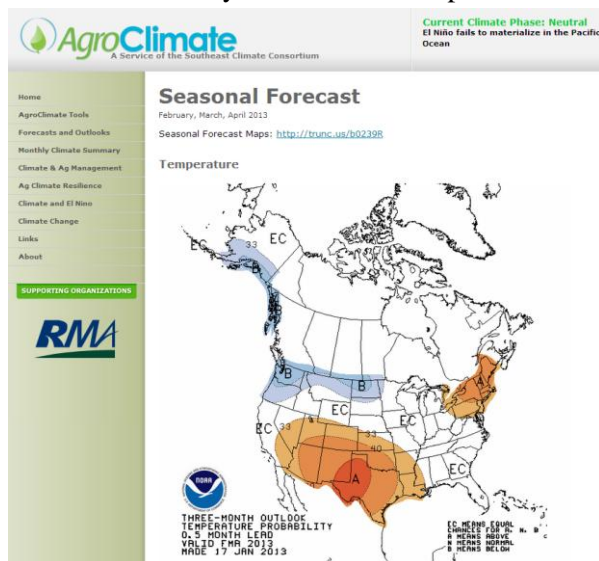 AgroClimate
A Service of the Southeast Climate Consortium
Current Climate Phase: Neutral
El Niño fails to materialize in the Pacific
Ocean
Home
AgroClimate Tools
Forecasts and Outlooks
Monthly Climate Summary
Climate & Ag Management
Ag Climate Resilience
Climate and El Nino
Climate Change
Links
About
SUPPORTING ORGANIZATIONS
RMA
Seasonal Forecast
February, March, April 2013
Seasonal Forecast Maps: http://trunc.us/b0239R
Temperature
EC
33
EC
B
B
B
A
EC
EC
33
33
EC
40
EC
A
NOAA
THREE-MONTH OUTLOOK
TEMPERATURE PROBABILITY
0.5 MONTH LEAD
VALID FMA 2013
MADE 17 JAN 2013
EC MEANS EQUAL
CHANCES FOR A, N, B
A MEANS ABOVE
N MEANS NORMAL
B MEANS BELOW